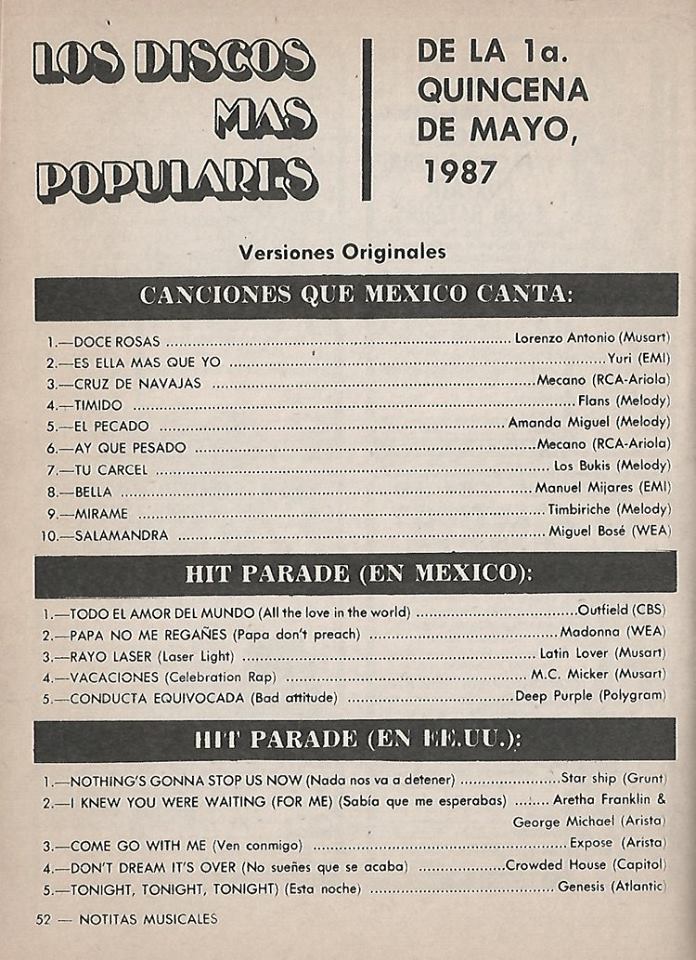 LOS DISCOS
MAS
POPULARES
DE LA 1a.
QUINCENA
DE MAYO,
1987
Versiones Originales
CANCIONES QUE MEXICO CANTA:
1.—DOCE ROSAS ........ Lorenzo Antonio (Musart)
2.—ES ELLA MAS QUE YO ........ Yuri (EMI)
3.—CRUZ DE NAVAJAS ........ Mecano (RCA-Ariola)
4.—TIMIDO ........ Flans (Melody)
5.—EL PECADO ........ Amanda Miguel (Melody)
6.—AY QUE PESADO ........ Mecano (RCA-Ariola)
7.—TU CARCEL ........ Los Bukis (Melody)
8.—BELLA ........ Manuel Mijares (EMI)
9.—MIRAME ........ Timbiriche (Melody)
10.—SALAMANDRA ........ Miguel Bosé (WEA)
HIT PARADE (EN MEXICO):
1.—TODO EL AMOR DEL MUNDO (All the love in the world) ........ Outfield (CBS)
2.—PAPA NO ME REGAÑES (Papa don't preach) ........ Madonna (WEA)
3.—RAYO LASER (Laser Light) ........ Latin Lover (Musart)
4.—VACACIONES (Celebration Rap) ........ M.C. Micker (Musart)
5.—CONDUCTA EQUIVOCADA (Bad attitude) ........ Deep Purple (Polygram)
HIT PARADE (EN EE.UU.):
1.—NOTHING'S GONNA STOP US NOW (Nada nos va a detener) ........ Star ship (Grunt)
2.—I KNEW YOU WERE WAITING (FOR ME) (Sabía que me esperabas) ........ Aretha Franklin &
George Michael (Arista)
3.—COME GO WITH ME (Ven conmigo) ........ Expose (Arista)
4.—DON'T DREAM IT'S OVER (No sueñes que se acaba) ........ Crowded House (Capitol)
5.—TONIGHT, TONIGHT, TONIGHT) (Esta noche) ........ Genesis (Atlantic)
52 — NOTITAS MUSICALES